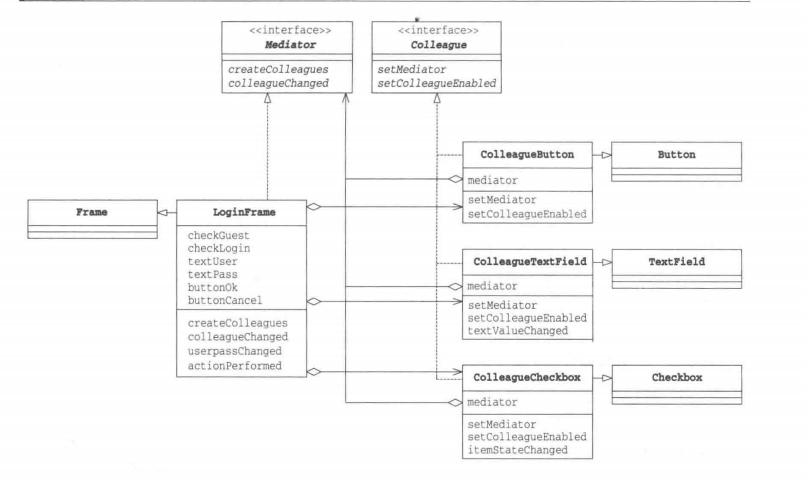 <<interface>>
Mediator
createColleagues
colleagueChanged
<<interface>>
Colleague
setMediator
setColleagueEnabled
ColleagueButton
mediator
setMediator
setColleagueEnabled
Button
Frame
LoginFrame
checkGuest
checkLogin
textUser
textPass
buttonOk
buttonCancel
createColleagues
colleagueChanged
userpassChanged
actionPerformed
ColleagueTextField
mediator
setMediator
setColleagueEnabled
textValueChanged
TextField
ColleagueCheckbox
mediator
setMediator
setColleagueEnabled
itemStateChanged
Checkbox